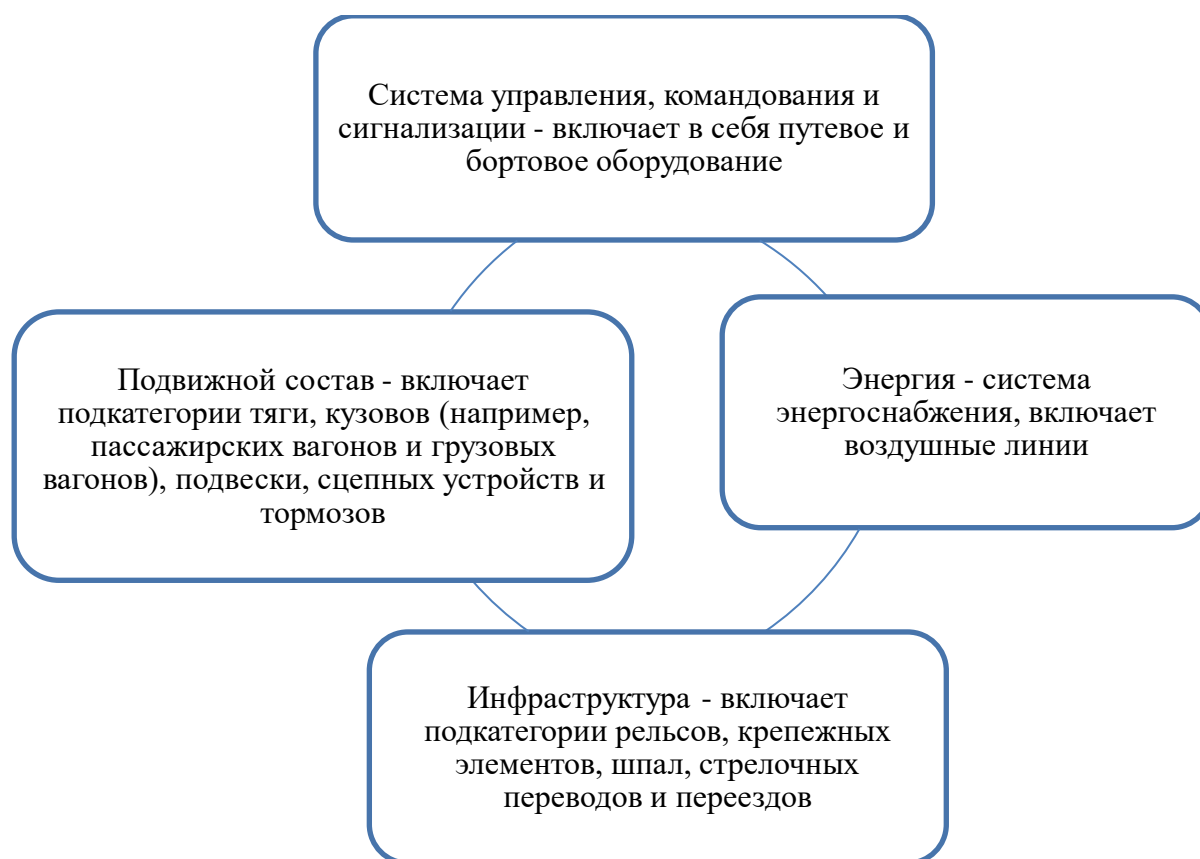 Система управления, командования и
сигнализации - включает в себя путевое и
бортовое оборудование
Подвижной состав - включает
подкатегории тяги, кузовов (например,
пассажирских вагонов и грузовых
вагонов), подвески, сцепных устройств и
тормозов
Энергия - система
энергоснабжения, включает
воздушные линии
Инфраструктура - включает
подкатегории рельсов, крепежных
элементов, шпал, стрелочных
переводов и переездов